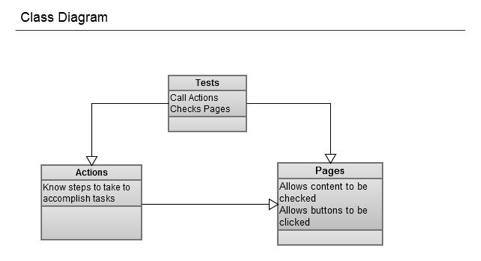 Class Diagram
Tests
Call Actions
Checks Pages
Actions
Know steps to take to
accomplish tasks
Pages
Allows content to be
checked
Allows buttons to be
clicked